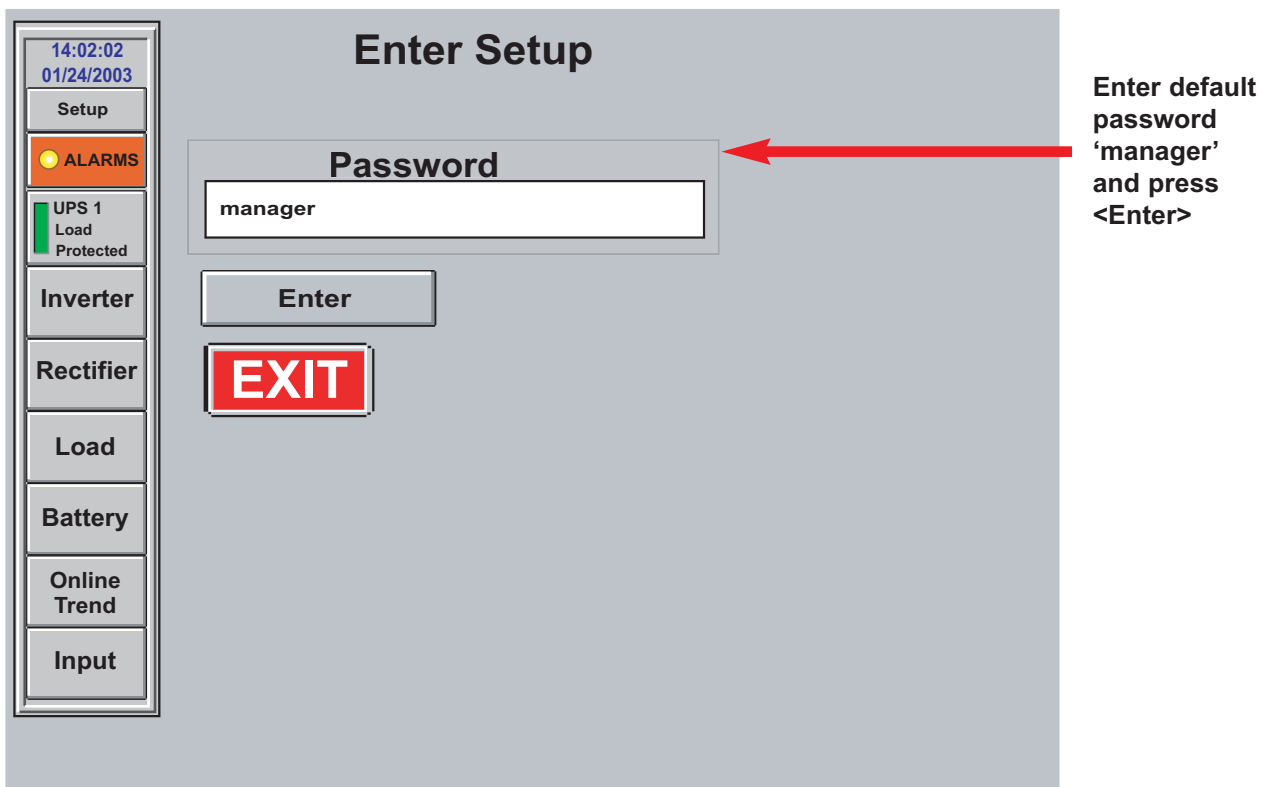 14:02:02
01/24/2003
Setup
ALARMS
UPS 1
Load
Protected
Inverter
Rectifier
Load
Battery
Online
Trend
Input
Enter Setup
Password
manager
Enter
EXIT
Enter default
password
‘manager’
and press
<Enter>